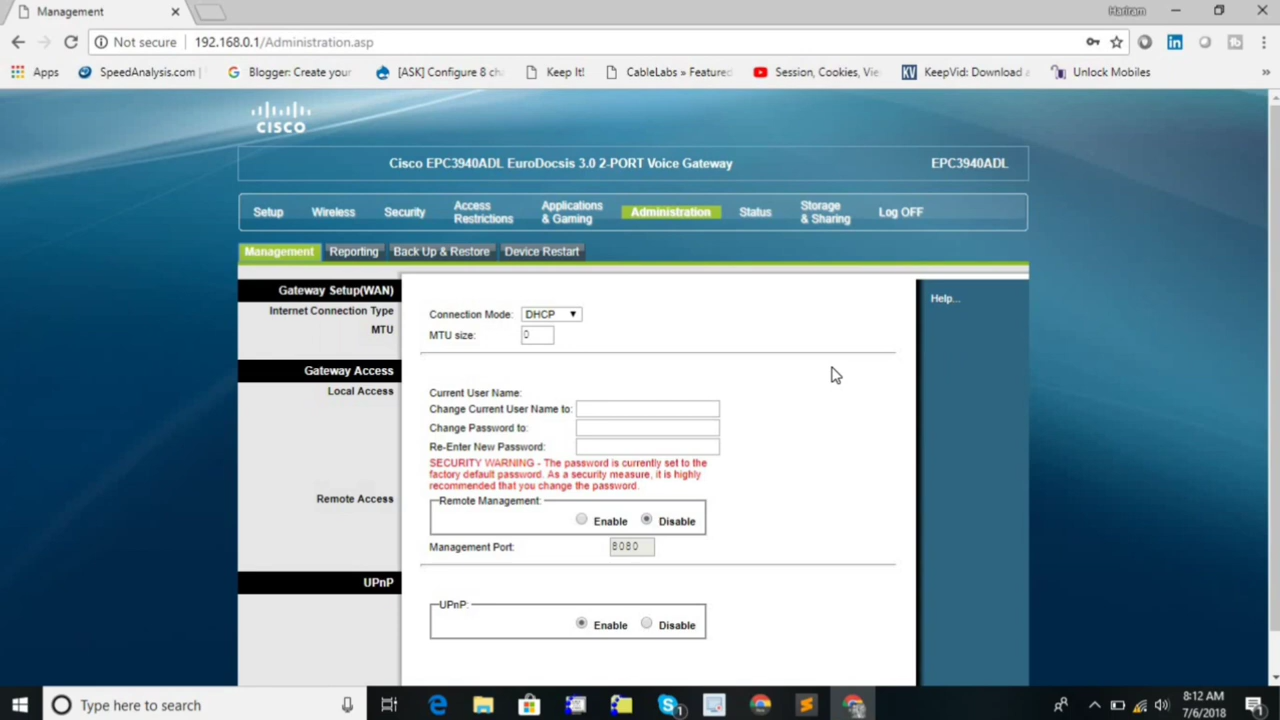 Management
Hariram
Not secure
192.168.0.1/Administration.asp
Apps
SpeedAnalysis.com |
Blogger: Create your
[ASK] Configure 8 ch
Keep It!
CableLabs » Featured
Session, Cookies, Vie
KV
KeepVid: Download a
Unlock Mobiles
»
CISCO
Cisco EPC3940ADL EuroDocsis 3.0 2-PORT Voice Gateway
EPC3940ADL
Setup
Wireless
Security
Access
Restrictions
Applications
& Gaming
Administration
Status
Storage
& Sharing
Log OFF
Management
Reporting
Back Up & Restore
Device Restart
Gateway Setup(WAN)
Internet Connection Type
MTU
Connection Mode: DHCP
MTU size: 0
Help...
Gateway Access
Local Access
Current User Name:
Change Current User Name to:
Change Password to:
Re-Enter New Password:
SECURITY WARNING - The password is currently set to the
factory default password. As a security measure, it is highly
recommended that you change the password.
Remote Access
Remote Management:
Enable Disable
Management Port: 8080
UPnP
UPnP:
Enable Disable
Type here to search
1
8:12 AM
7/6/2018
1